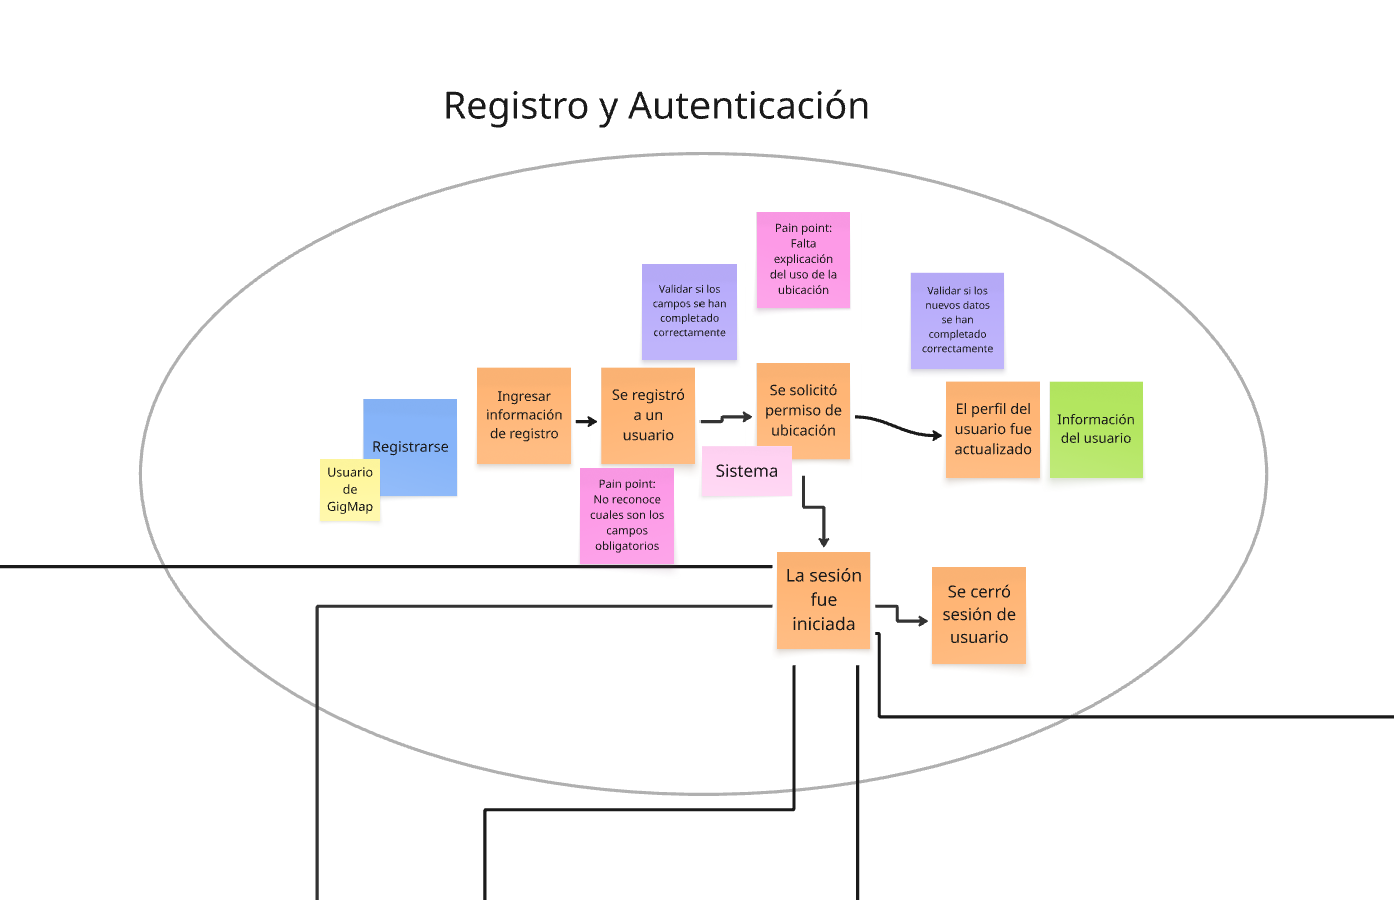 Registro y Autenticación
Pain point:
Falta
explicación
del uso de la
ubicación
Validar si los
campos se han
completado
correctamente
Validar si los
nuevos datos
se han
completado
correctamente
Registrarse
Usuario
de
GigMap
Ingresar
información
de registro
Se registró
a un
usuario
Se solicitó
permiso de
ubicación
Sistema
El perfil del
usuario fue
actualizado
Información
del usuario
Pain point:
No reconoce
cuales son los
campos
obligatorios
La sesión
fue
iniciada
Se cerró
sesión de
usuario